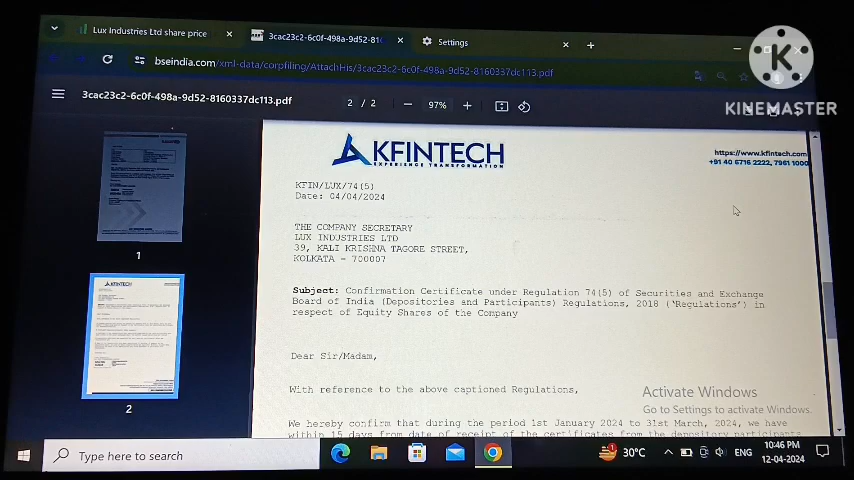 Lux Industries Ltd share price
3cac23c2-6c0f-498a-9d52-816
Settings
bseindia.com/xml-data/corpfiling/AttachHis/3cac23c2-6c0f-498a-9d52-8160337dc113.pdf
KINEMASTER
3cac23c2-6c0f-498a-9d52-8160337dc113.pdf
2 / 2
97%
KFINTECH
EXPERIENCE TRANSFORMATION
https://www.kfintech.com
+91 40 6716 2222, 7961 1000
KFIN/LUX/74(5)
Date: 04/04/2024
THE COMPANY SECRETARY
LUX INDUSTRIES LTD
39, KALI KRISHNA TAGORE STREET,
KOLKATA - 700007
1
Subject: Confirmation Certificate under Regulation 74(5) of Securities and Exchange
Board of India (Depositories and Participants) Regulations, 2018 ('Regulations') in
respect of Equity Shares of the Company
Dear Sir/Madam,
With reference to the above captioned Regulations,
2
We hereby confirm that during the period 1st January 2024 to 31st March, 2024, we have
within 15 days from date of receipt of the certificates from the depository participants
Activate Windows
Go to Settings to activate Windows.
Type here to search
1
30°C
ENG
10:46 PM
12-04-2024